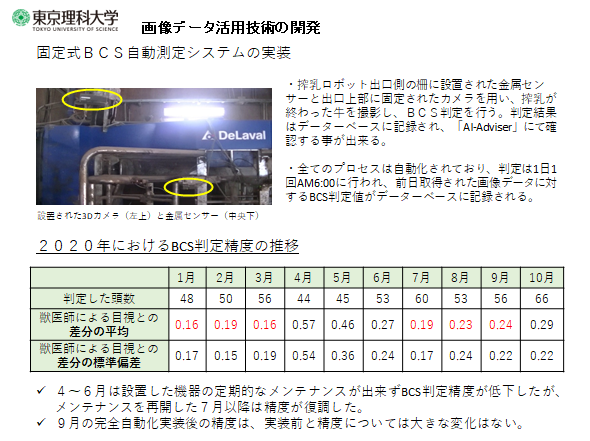 東京理科大学
TOKYO UNIVERSITY OF SCIENCE
画像データ活用技術の開発
固定式ＢＣＳ自動測定システムの実装
DeLaval
設置された3Dカメラ（左上）と金属センサー（中央下）
・搾乳ロボット出口側の柵に設置された金属セン
サーと出口上部に固定されたカメラを用い、搾乳が
終わった牛を撮影し、ＢＣＳ判定を行う。判定結果
はデーターベースに記録され、「AI-Adviser」にて確
認する事が出来る。
・全てのプロセスは自動化されており、判定は1日1
回AM6:00に行われ、前日取得された画像データに対
するBCS判定値がデーターベースに記録される。
２０２０年におけるBCS判定精度の推移
1月 2月 3月 4月 5月 6月 7月 8月 9月 10月
判定した頭数 48 50 56 44 45 53 60 53 56 66
獣医師による目視との
差分の平均 0.16 0.19 0.16 0.57 0.46 0.27 0.19 0.23 0.24 0.29
獣医師による目視との
差分の標準偏差 0.17 0.15 0.19 0.54 0.36 0.24 0.17 0.24 0.22 0.22
✓ ４～６月は設置した機器の定期的なメンテナンスが出来ずBCS判定精度が低下したが、
メンテナンスを再開した７月以降は精度が復調した。
✓ ９月の完全自動化実装後の精度は、実装前と精度については大きな変化はない。